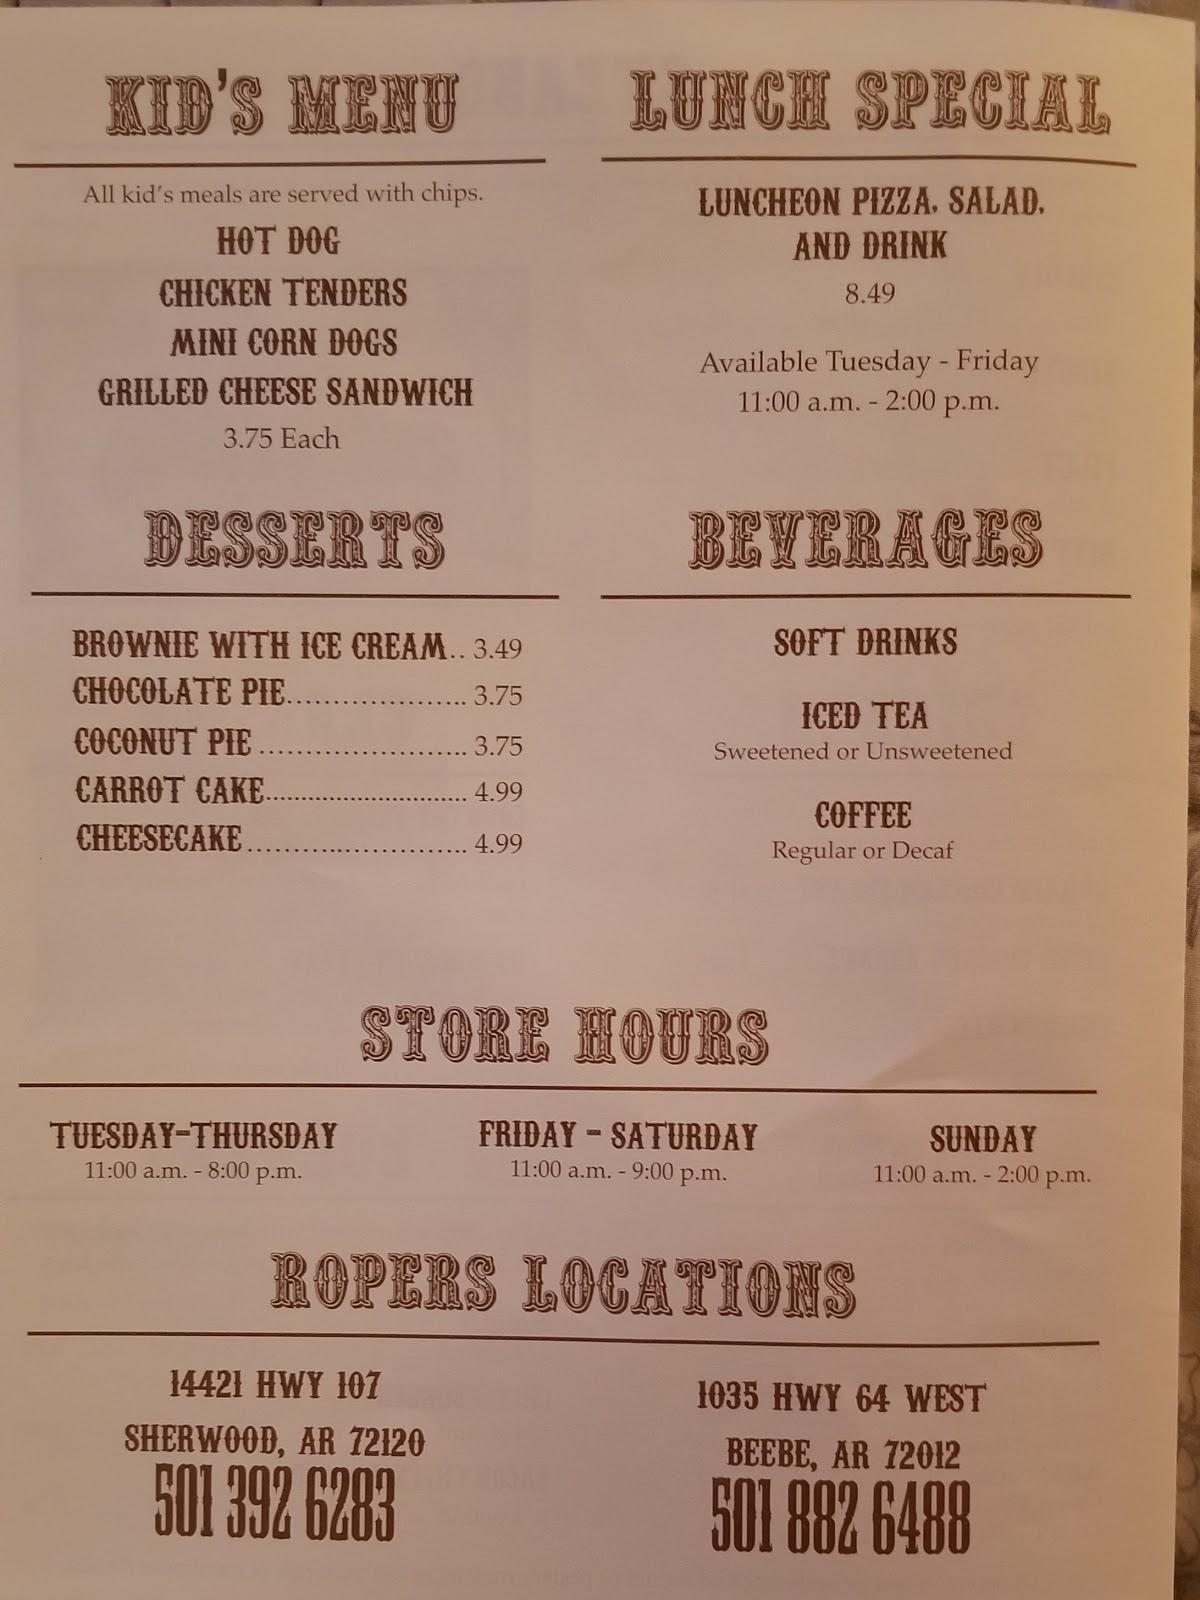 KID'S MENU
All kid's meals are served with chips.
HOT DOG
CHICKEN TENDERS
MINI CORN DOGS
GRILLED CHEESE SANDWICH
3.75 Each
LUNCH SPECIAL
LUNCHEON PIZZA, SALAD,
AND DRINK
8.49
Available Tuesday - Friday
11:00 a.m. - 2:00 p.m.
DESSERTS
BROWNIE WITH ICE CREAM.. 3.49
CHOCOLATE PIE.................... 3.75
COCONUT PIE ....................... 3.75
CARROT CAKE............................ 4.99
CHEESECAKE......................... 4.99
BEVERAGES
SOFT DRINKS
ICED TEA
Sweetened or Unsweetened
COFFEE
Regular or Decaf
STORE HOURS
TUESDAY-THURSDAY
11:00 a.m. - 8:00 p.m.
FRIDAY - SATURDAY
11:00 a.m. - 9:00 p.m.
SUNDAY
11:00 a.m. - 2:00 p.m.
ROPERS LOCATIONS
14421 HWY 107
SHERWOOD, AR 72120
501 392 6283
1035 HWY 64 WEST
BEEBE, AR 72012
501 882 6488